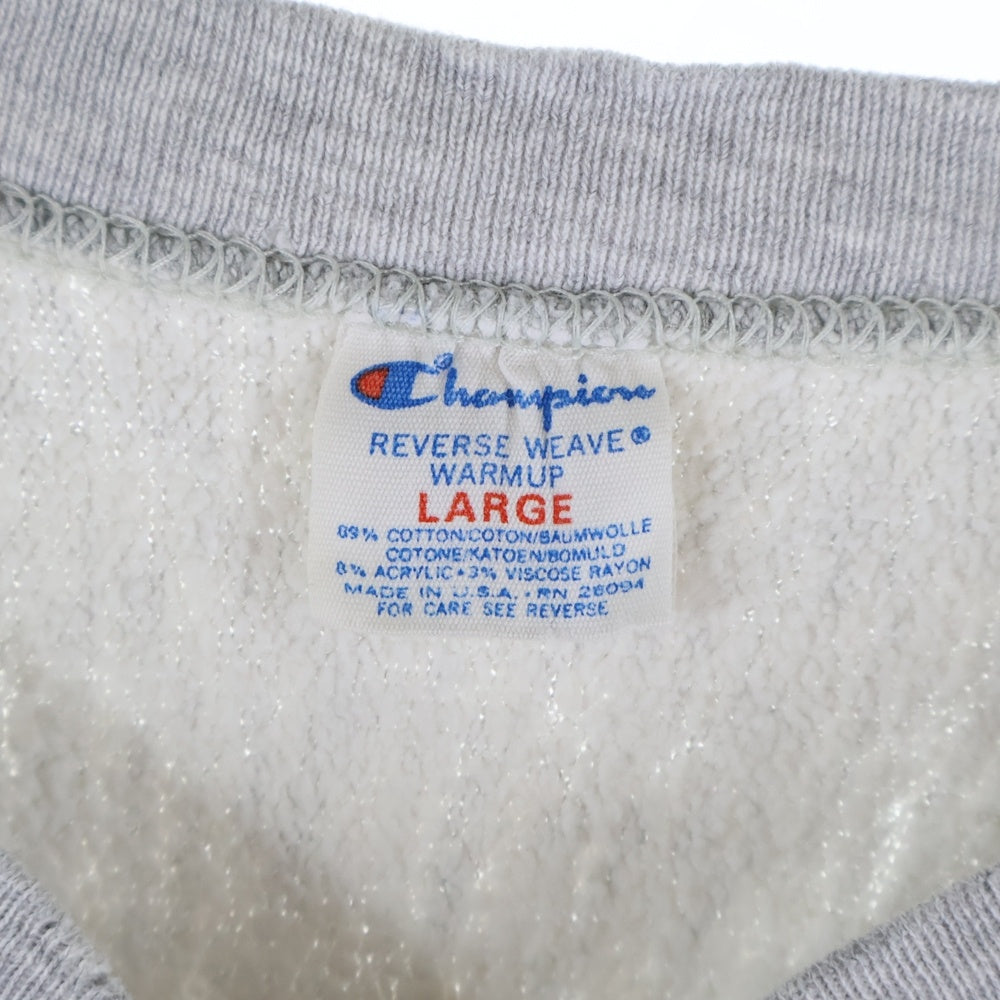 Champion
REVERSE WEAVE®
WARMUP
LARGE
89% COTTON/COTON/BAUMWOLLE
COTONE/KATOEN/BOMULD
8% ACRYLIC•3% VISCOSE RAYON
MADE IN U.S.A. • RN 26094
FOR CARE SEE REVERSE